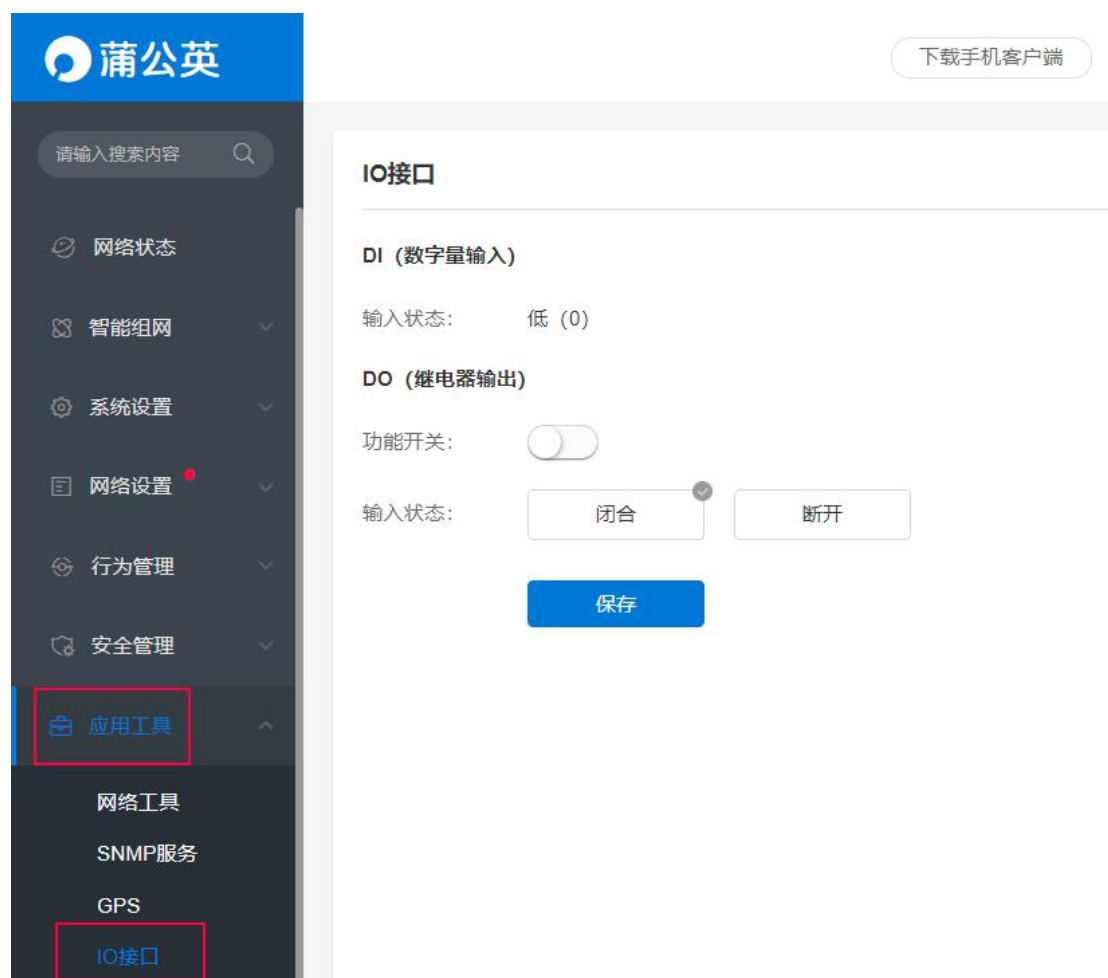 蒲公英
下载手机客户端
请输入搜索内容
网络状态
智能组网
系统设置
网络设置
行为管理
安全管理
应用工具
网络工具
SNMP服务
GPS
IO接口
IO接口
DI（数字量输入）
输入状态： 低（0）
DO（继电器输出）
功能开关：
输入状态： 闭合 断开
保存